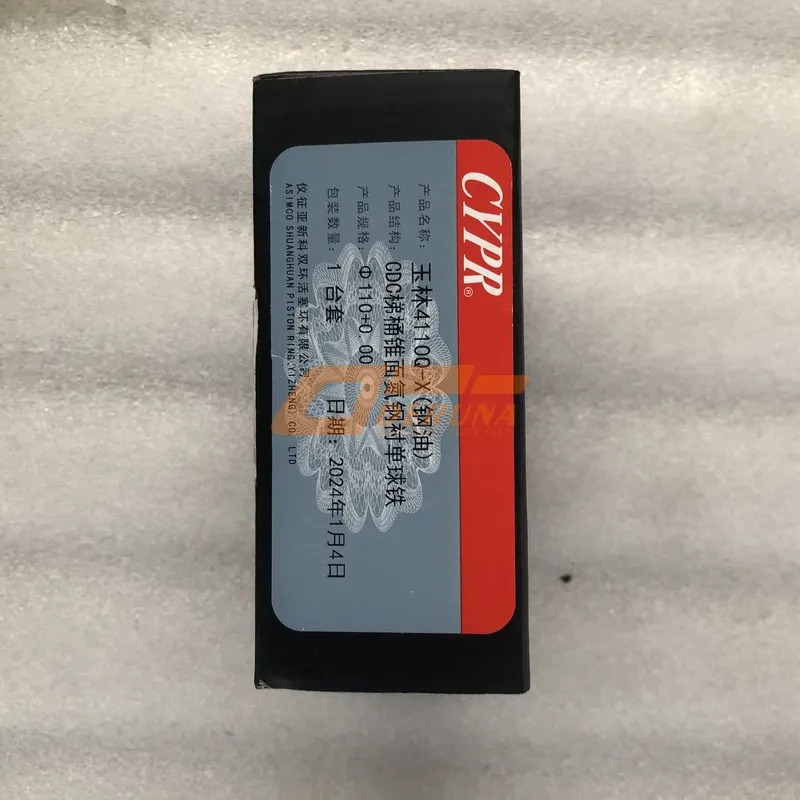 CYPR®
产品名称: 玉林4110Q-X(钢油)
产品结构: CDC梯桶锥面氮钢衬单球铁
产品规格: Φ110+0.00
包装数量: 1 台套 日期: 2024年1月4日
仪征亚新科双环活塞环有限公司
ASIMCO SHUANGHUAN PISTON RING(YIZHENG) CO. LTD